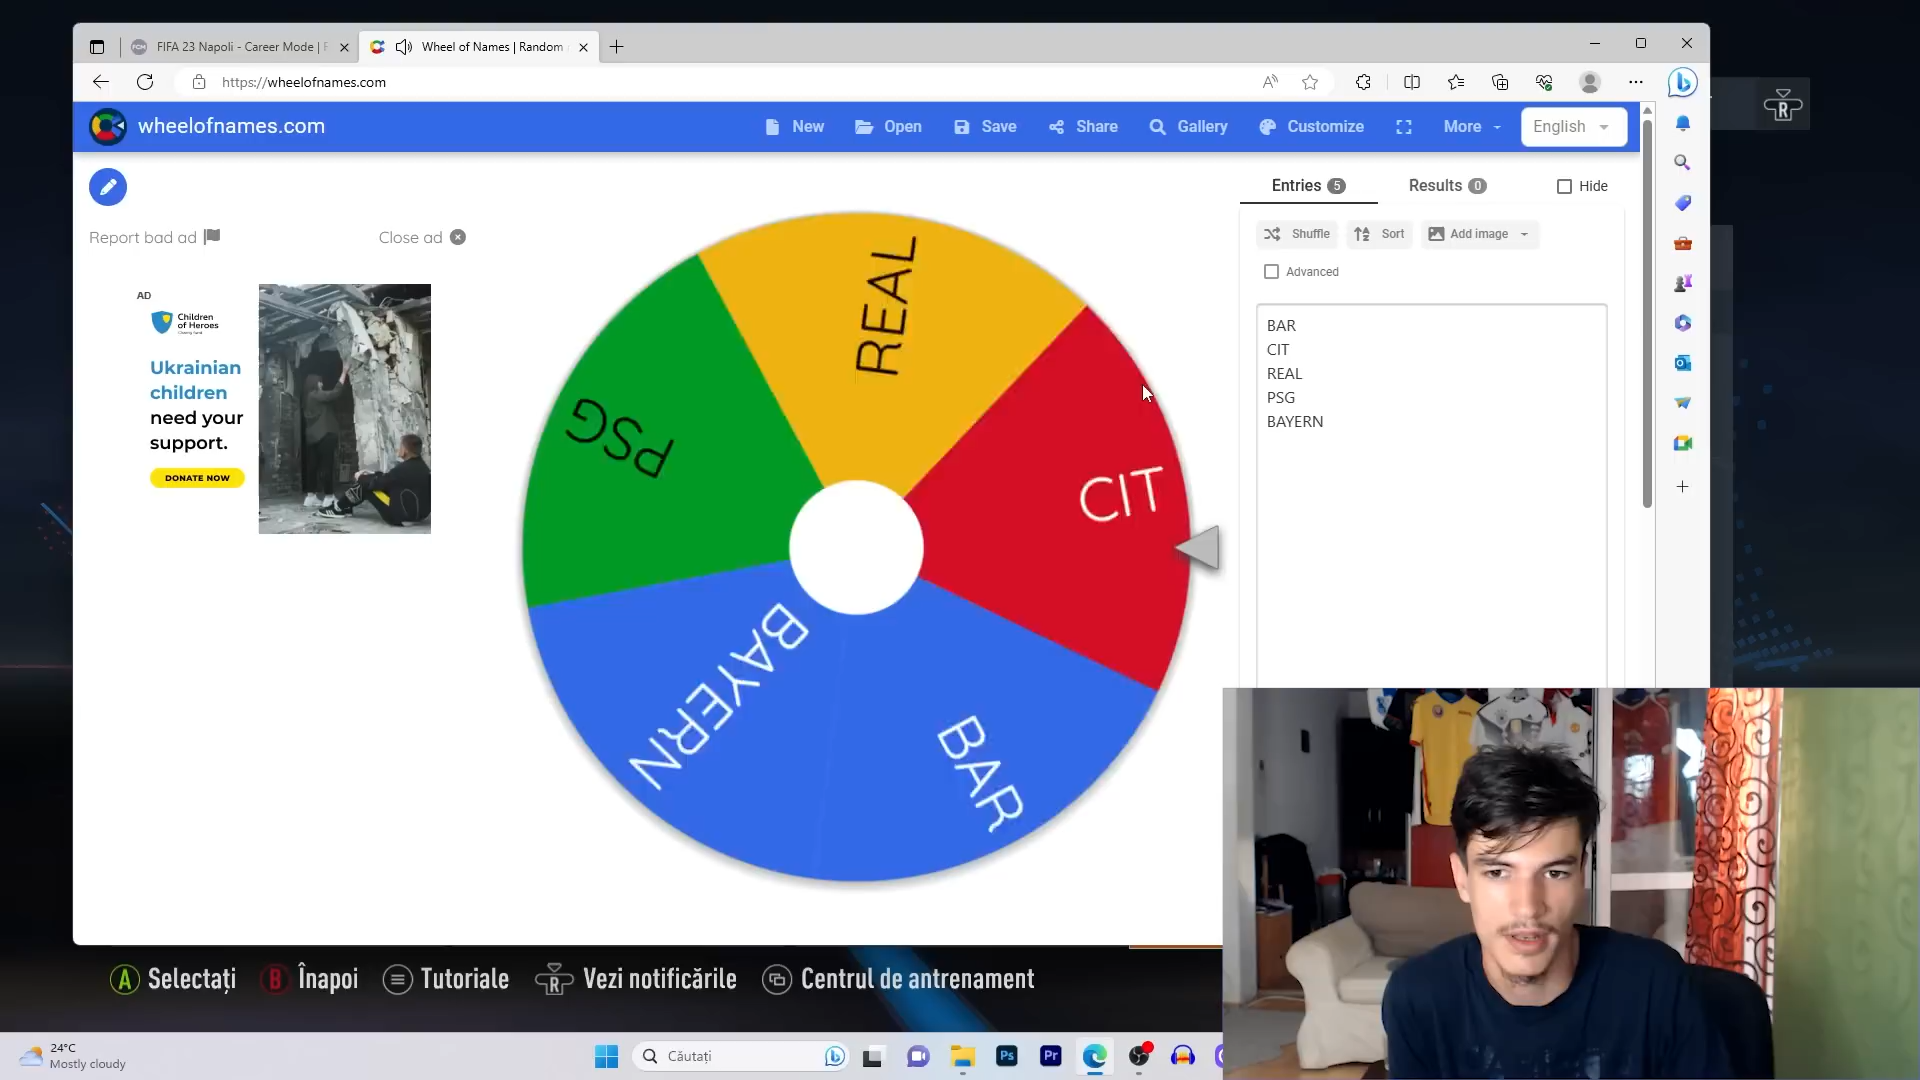 FIFA 23 Napoli - Career Mode |
Wheel of Names | Random
https://wheelofnames.com
wheelofnames.com
New
Open
Save
Share
Gallery
Customize
More
English
Report bad ad
Close ad
AD
Children
of Heroes
Ukrainian
children
need your
support.
DONATE NOW
REAL
PSG
CIT
BAYERN
BAR
Entries 5
Results 0
Hide
Shuffle
Sort
Add image
Advanced
BAR
CIT
REAL
PSG
BAYERN
R
A Selectați
B Înapoi
Tutoriale
R Vezi notificările
Centrul de antrenament
24°C
Mostly cloudy
Căutați
Ps
Pr